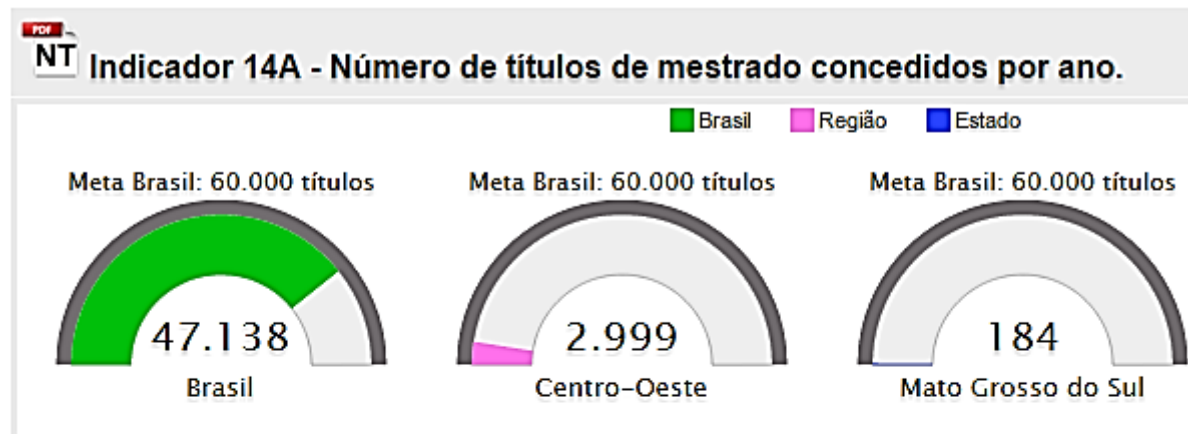 PDF
NT
Indicador 14A - Número de títulos de mestrado concedidos por ano.
Brasil Região Estado
Meta Brasil: 60.000 títulos
47.138
Brasil
Meta Brasil: 60.000 títulos
2.999
Centro-Oeste
Meta Brasil: 60.000 títulos
184
Mato Grosso do Sul